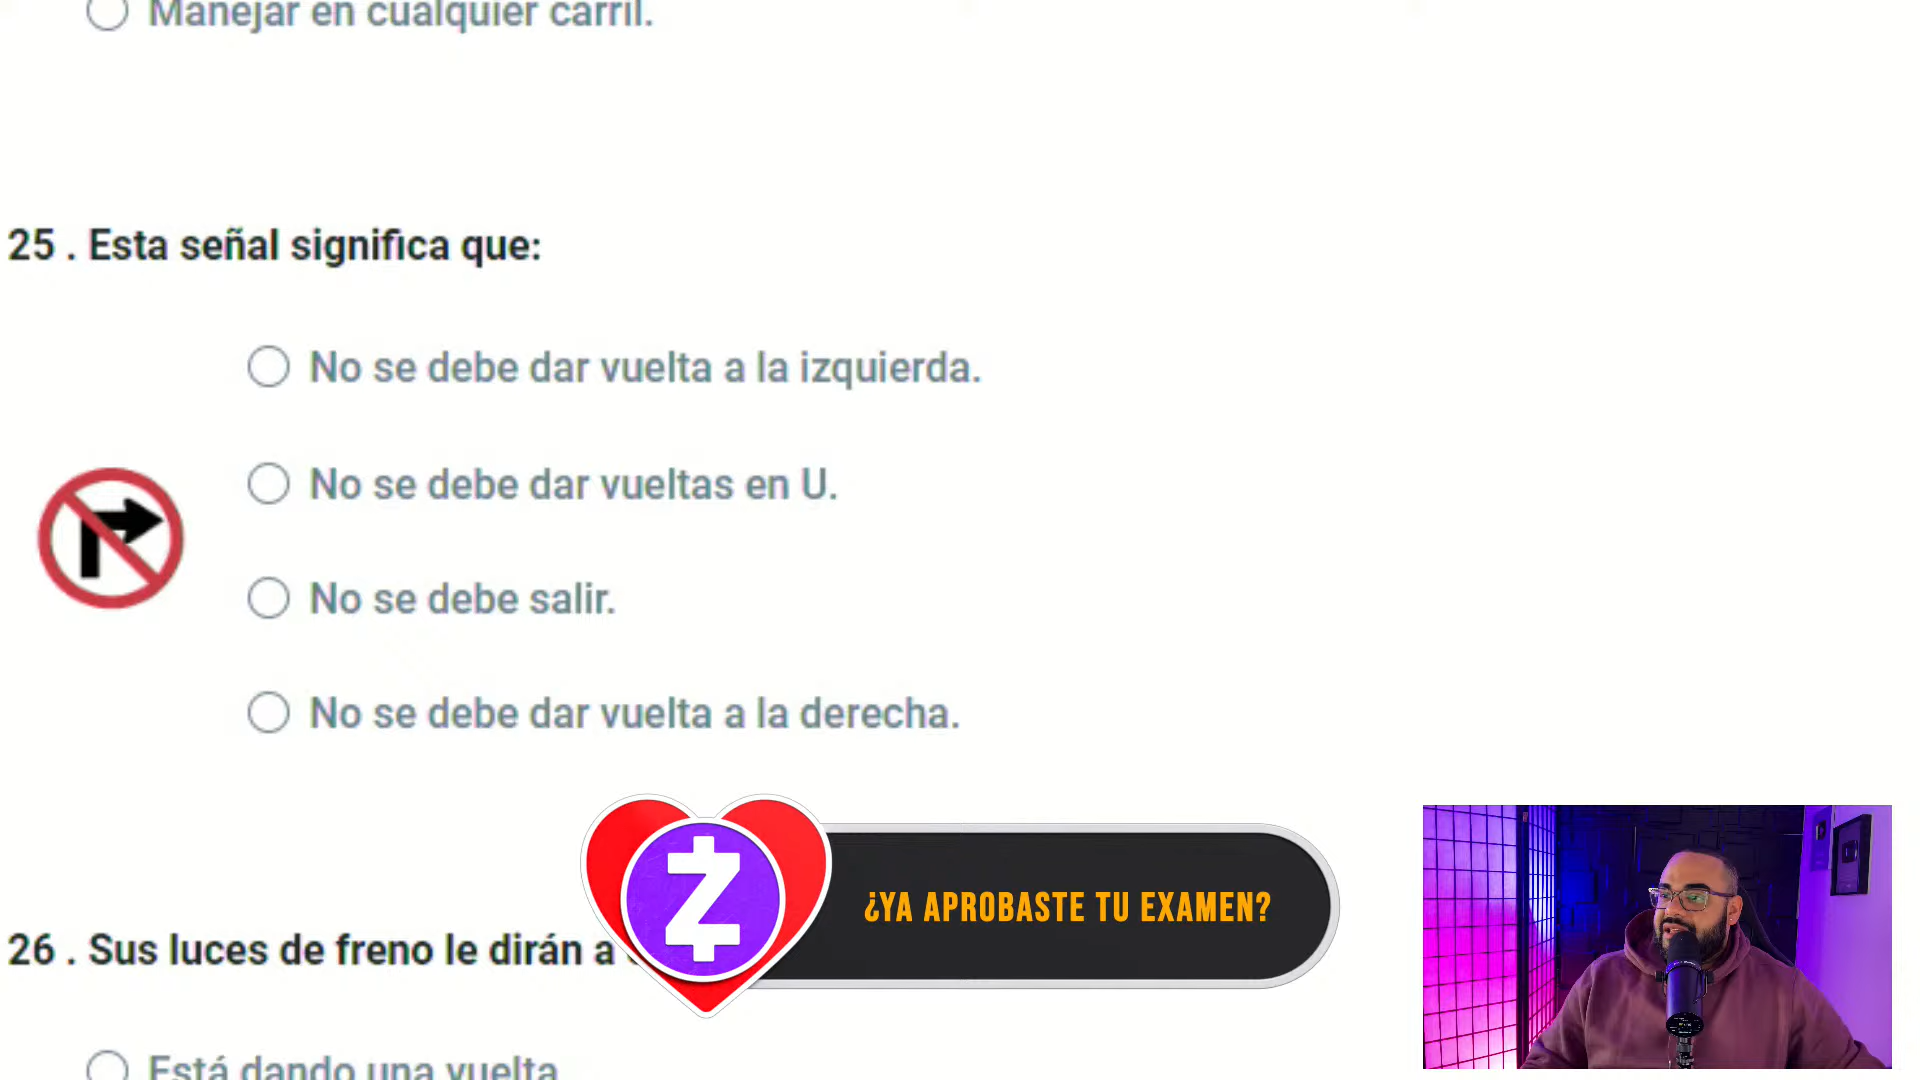 Manejar en cualquier carril.
25 . Esta señal significa que:
No se debe dar vuelta a la izquierda.
No se debe dar vueltas en U.
No se debe salir.
No se debe dar vuelta a la derecha.
¿YA APROBASTE TU EXAMEN?
26 . Sus luces de freno le dirán a
Está dando una vuelta